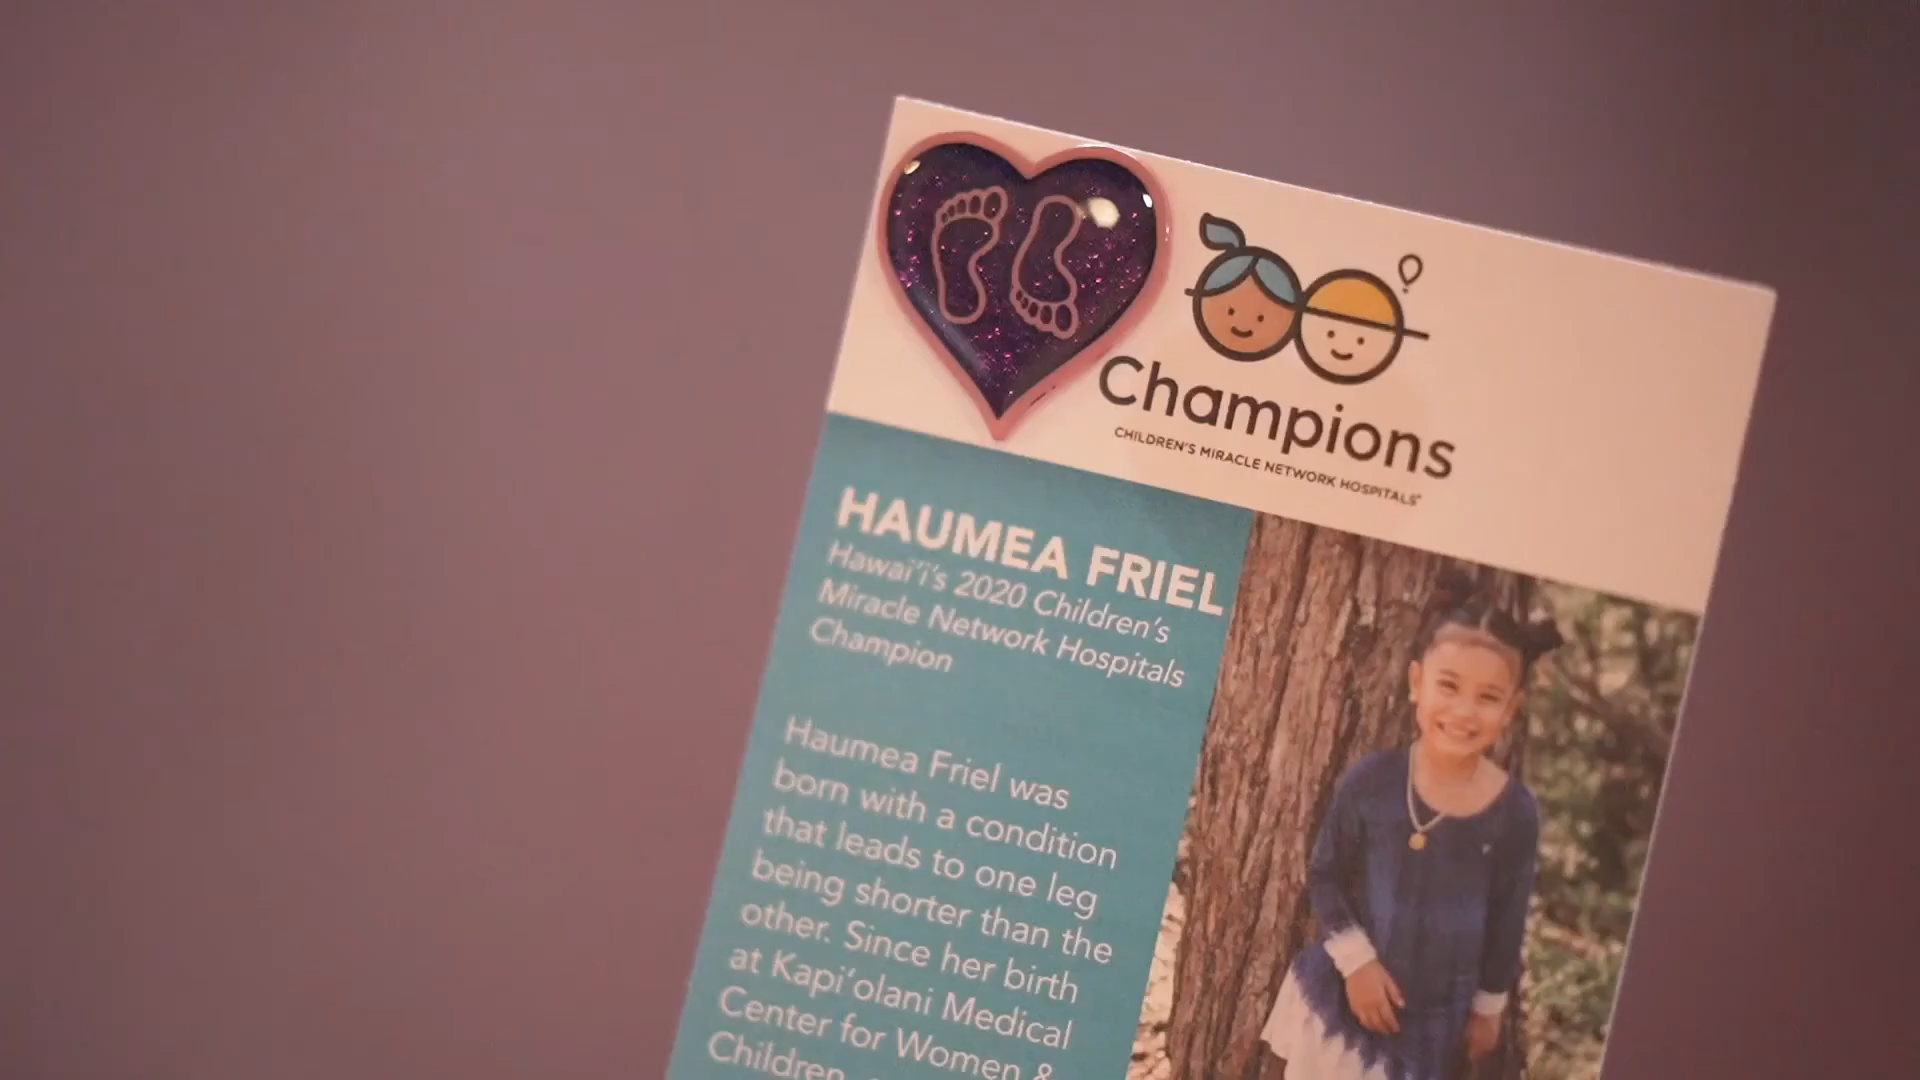 Champions
CHILDREN'S MIRACLE NETWORK HOSPITALS®
HAUMEA FRIEL
Hawai'i's 2020 Children's
Miracle Network Hospitals
Champion
Haumea Friel was
born with a condition
that leads to one leg
being shorter than the
other. Since her birth
at Kapi‘olani Medical
Center for Women &
Children,